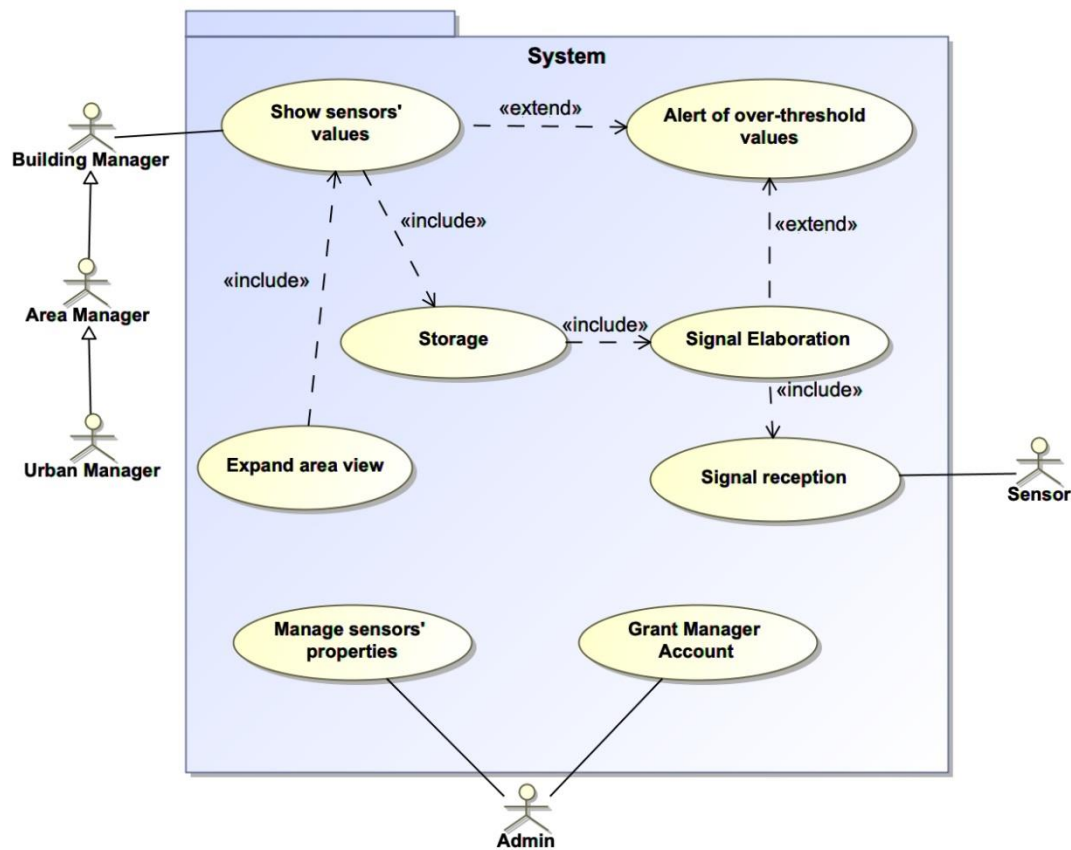 System
Show sensors'
values
«extend»
Alert of over-threshold
values
Building Manager
«include»
«extend»
«include»
Area Manager
Storage
«include»
Signal Elaboration
«include»
Urban Manager
Expand area view
Signal reception
Sensor
Manage sensors'
properties
Grant Manager
Account
Admin